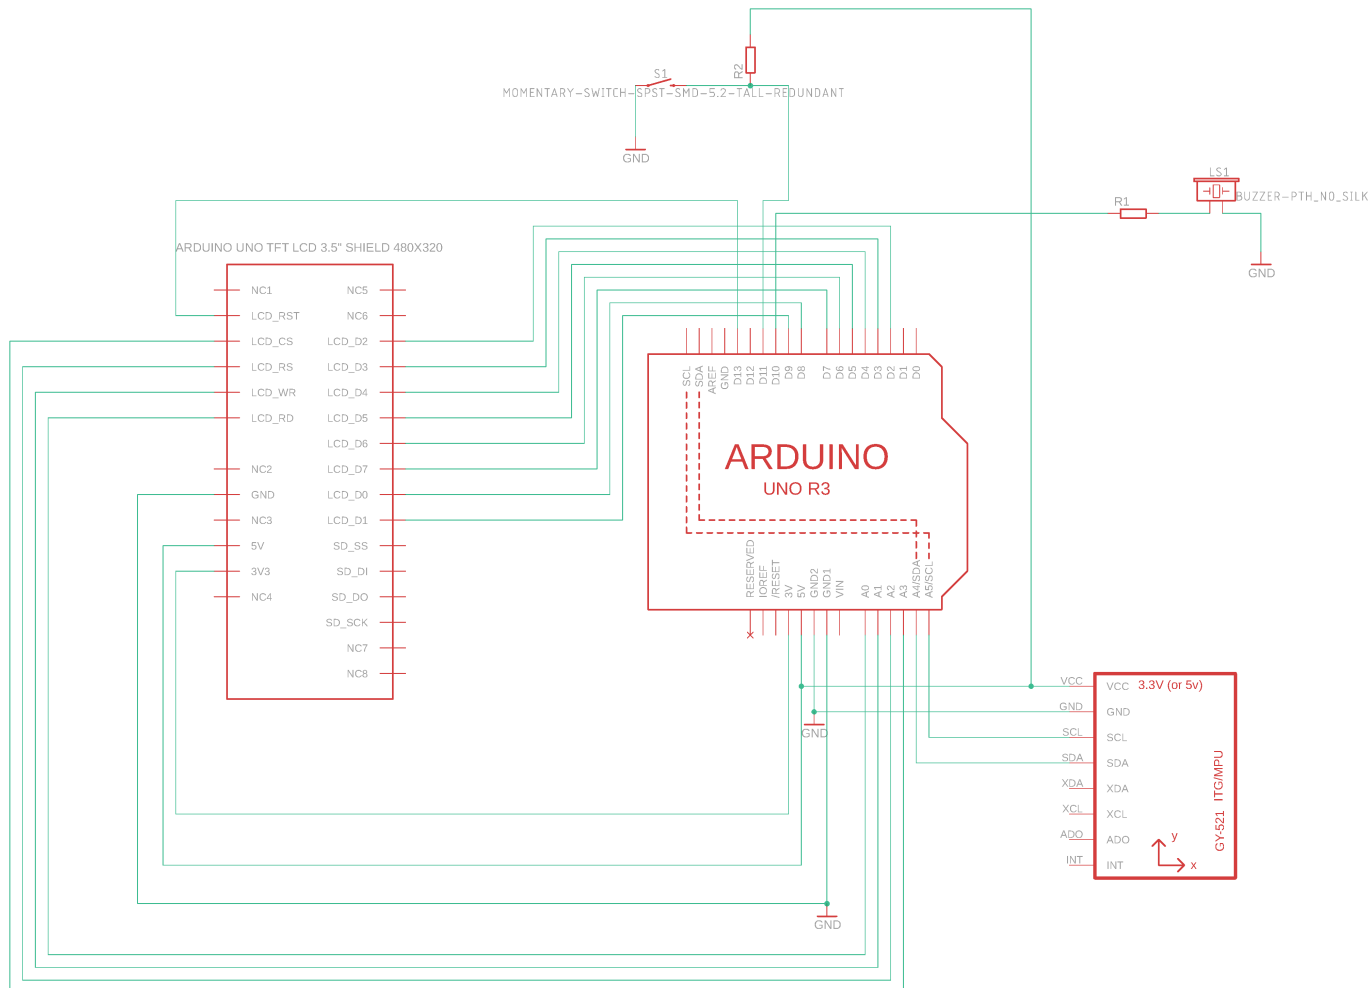 R2
S1
MOMENTARY-SWITCH-SPST-SMD-5.2-TALL-REDUNDANT
GND
LS1
BUZZER-PTH_NO_SILK
R1
GND
ARDUINO UNO TFT LCD 3.5" SHIELD 480X320
NC1 NC5
LCD_RST NC6
LCD_CS LCD_D2
LCD_RS LCD_D3
LCD_WR LCD_D4
LCD_RD LCD_D5
LCD_D6
NC2 LCD_D7
GND LCD_D0
NC3 LCD_D1
5V SD_SS
3V3 SD_DI
NC4 SD_DO
SD_SCK
NC7
NC8
SCL SDA AREF GND D13 D12 D11 D10 D9 D8 D7 D6 D5 D4 D3 D2 D1 D0
ARDUINO
UNO R3
RESERVED IOREF /RESET 3V 5V GND2 GND1 VIN A0 A1 A2 A3 A4/SDA A5/SCL
GND
GND
VCC VCC 3.3V (or 5v)
GND GND
SCL SCL
SDA SDA
XDA XDA
XCL XCL
ADO ADO
INT INT
GY-521 ITG/MPU
y
x